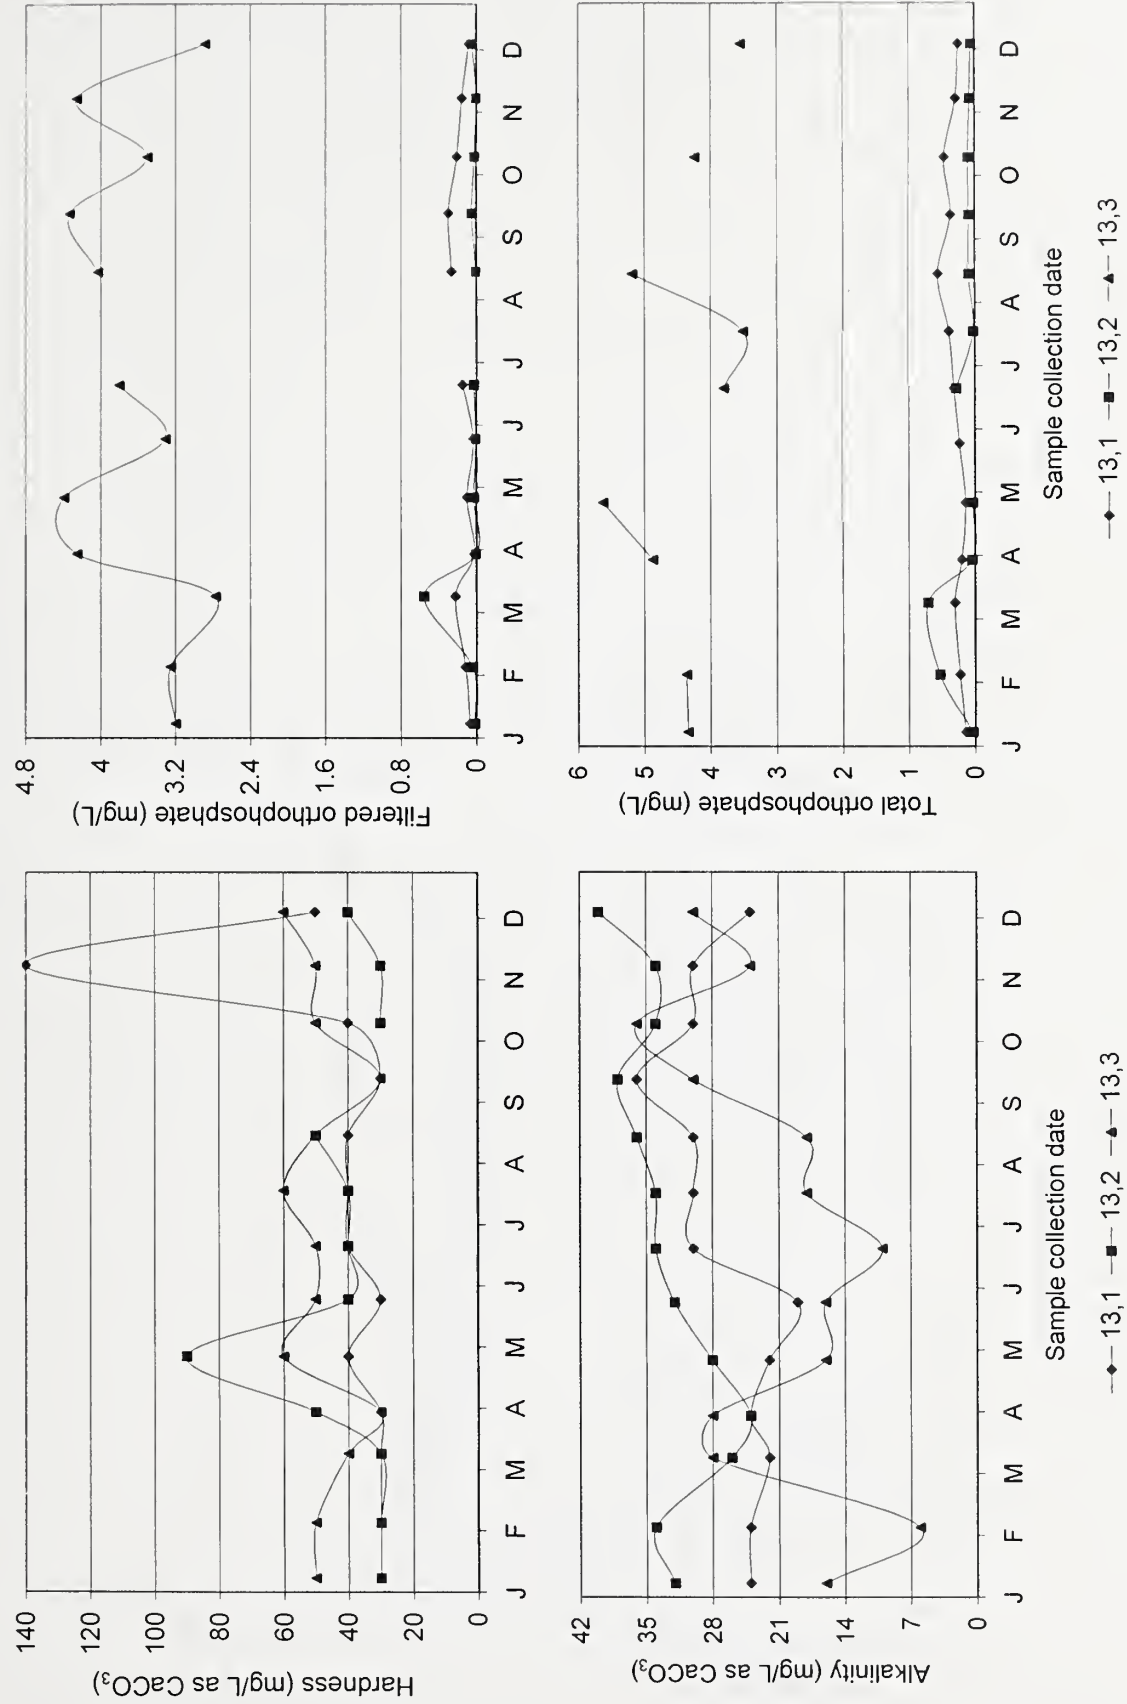 Hardness (mg/L as CaCO₃)
140
120
100
80
60
40
20
0
J F M A M J J A S O N D
Filtered orthophosphate (mg/L)
4.8
4
3.2
2.4
1.6
0.8
0
J F M A M J J A S O N D
Alkalinity (mg/L as CaCO₃)
42
35
28
21
14
7
0
J F M A M J J A S O N D
Sample collection date
13,1 13,2 13,3
Total orthophosphate (mg/L)
6
5
4
3
2
1
0
J F M A M J J A S O N D
Sample collection date
13,1 13,2 13,3